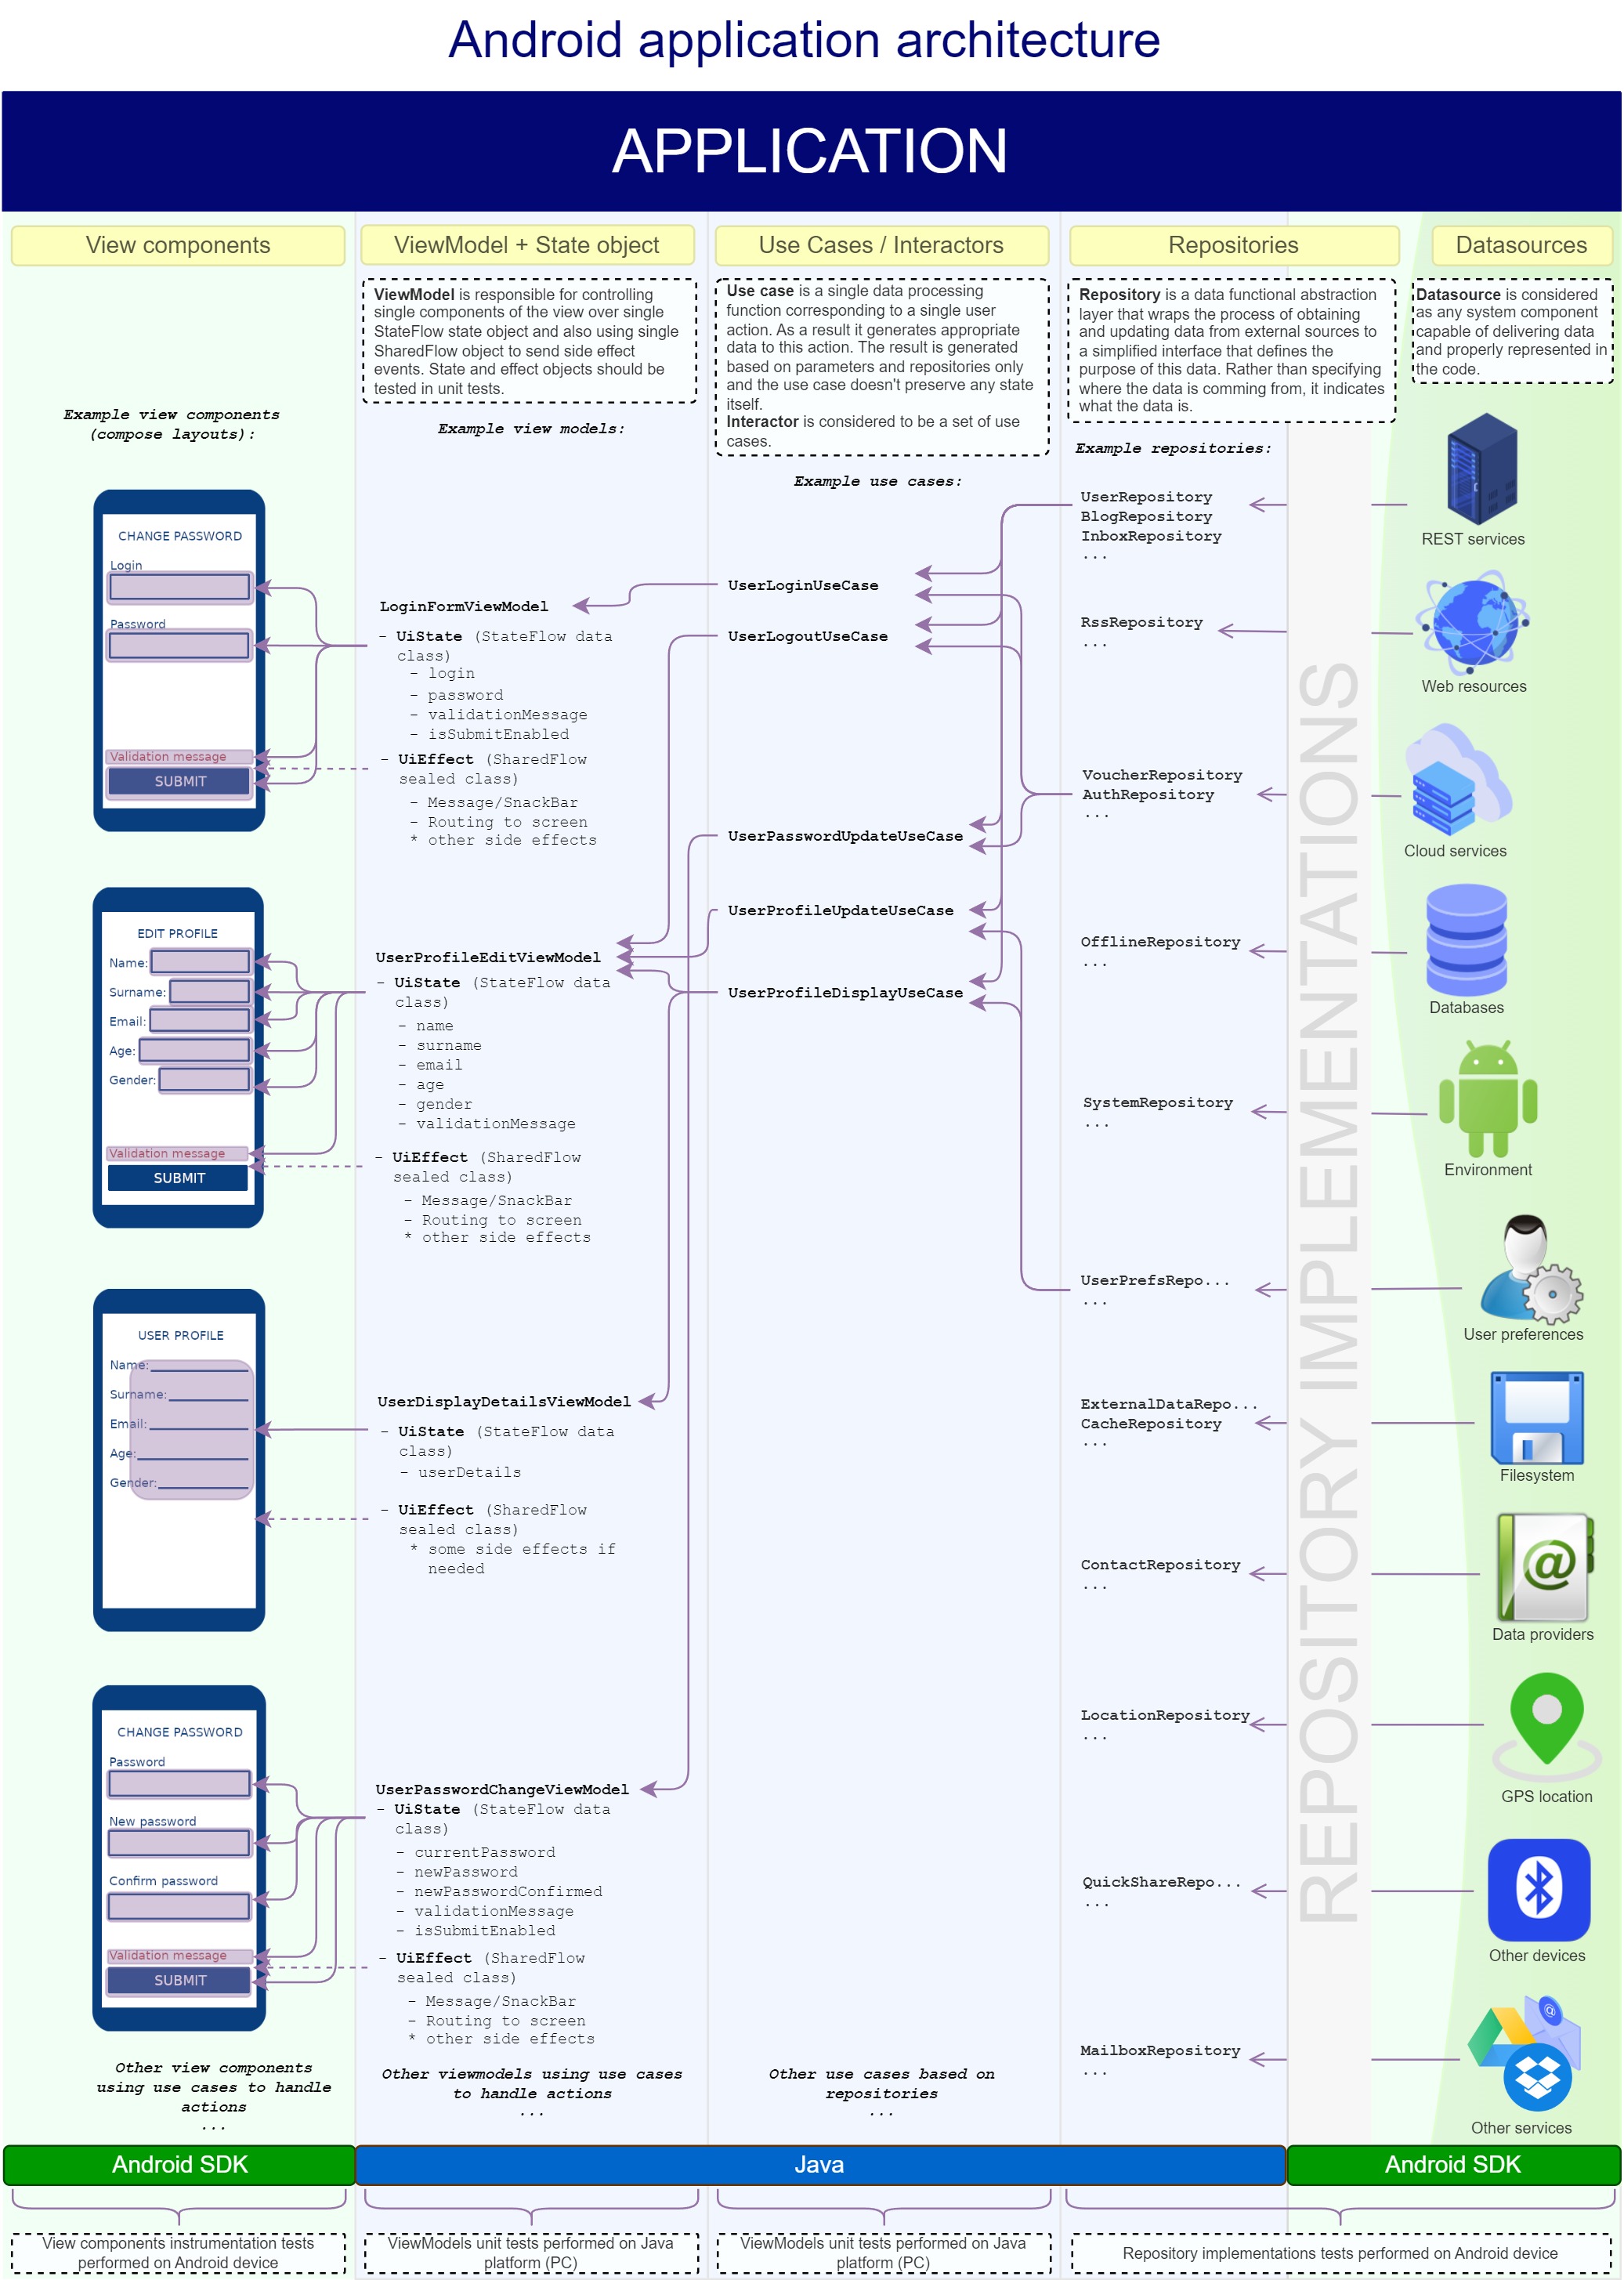 Android application architecture
APPLICATION
View components
ViewModel + State object
Use Cases / Interactors
Repositories
Datasources
ViewModel is responsible for controlling
single components of the view over single
StateFlow state object and also using single
SharedFlow object to send side effect
events. State and effect objects should be
tested in unit tests.
Use case is a single data processing
function corresponding to a single user
action. As a result it generates appropriate
data to this action. The result is generated
based on parameters and repositories only
and the use case doesn't preserve any state
itself.
Interactor is considered to be a set of use
cases.
Repository is a data functional abstraction
layer that wraps the process of obtaining
and updating data from external sources to
a simplified interface that defines the
purpose of this data. Rather than specifying
where the data is comming from, it indicates
what the data is.
Datasource is considered
as any system component
capable of delivering data
and properly represented in
the code.
Example view components
(compose layouts):
CHANGE PASSWORD
Login
Password
Validation message
SUBMIT
EDIT PROFILE
Name:
Surname:
Email:
Age:
Gender:
Validation message
SUBMIT
USER PROFILE
Name:
Surname:
Email:
Age:
Gender:
CHANGE PASSWORD
Password
New password
Confirm password
Validation message
SUBMIT
Other view components
using use cases to handle
actions
...
Example view models:
LoginFormViewModel
- UiState (StateFlow data
class)
- login
- password
- validationMessage
- isSubmitEnabled
- UiEffect (SharedFlow
sealed class)
- Message/SnackBar
- Routing to screen
* other side effects
UserProfileEditViewModel
- UiState (StateFlow data
class)
- name
- surname
- email
- age
- gender
- validationMessage
- UiEffect (SharedFlow
sealed class)
- Message/SnackBar
- Routing to screen
* other side effects
UserDisplayDetailsViewModel
- UiState (StateFlow data
class)
- userDetails
- UiEffect (SharedFlow
sealed class)
* some side effects if
needed
UserPasswordChangeViewModel
- UiState (StateFlow data
class)
- currentPassword
- newPassword
- newPasswordConfirmed
- validationMessage
- isSubmitEnabled
- UiEffect (SharedFlow
sealed class)
- Message/SnackBar
- Routing to screen
* other side effects
Other viewmodels using use cases
to handle actions
...
Example use cases:
UserLoginUseCase
UserLogoutUseCase
UserPasswordUpdateUseCase
UserProfileUpdateUseCase
UserProfileDisplayUseCase
Other use cases based on
repositories
...
Example repositories:
UserRepository
BlogRepository
InboxRepository
...
RssRepository
...
VoucherRepository
AuthRepository
...
OfflineRepository
...
SystemRepository
...
UserPrefsRepo...
...
ExternalDataRepo...
CacheRepository
...
ContactRepository
...
LocationRepository
...
QuickShareRepo...
...
MailboxRepository
...
REPOSITORY IMPLEMENTATIONS
REST services
Web resources
Cloud services
Databases
Environment
User preferences
Filesystem
@
Data providers
GPS location
Other devices
@
Other services
Android SDK
Java
Android SDK
View components instrumentation tests
performed on Android device
ViewModels unit tests performed on Java
platform (PC)
ViewModels unit tests performed on Java
platform (PC)
Repository implementations tests performed on Android device